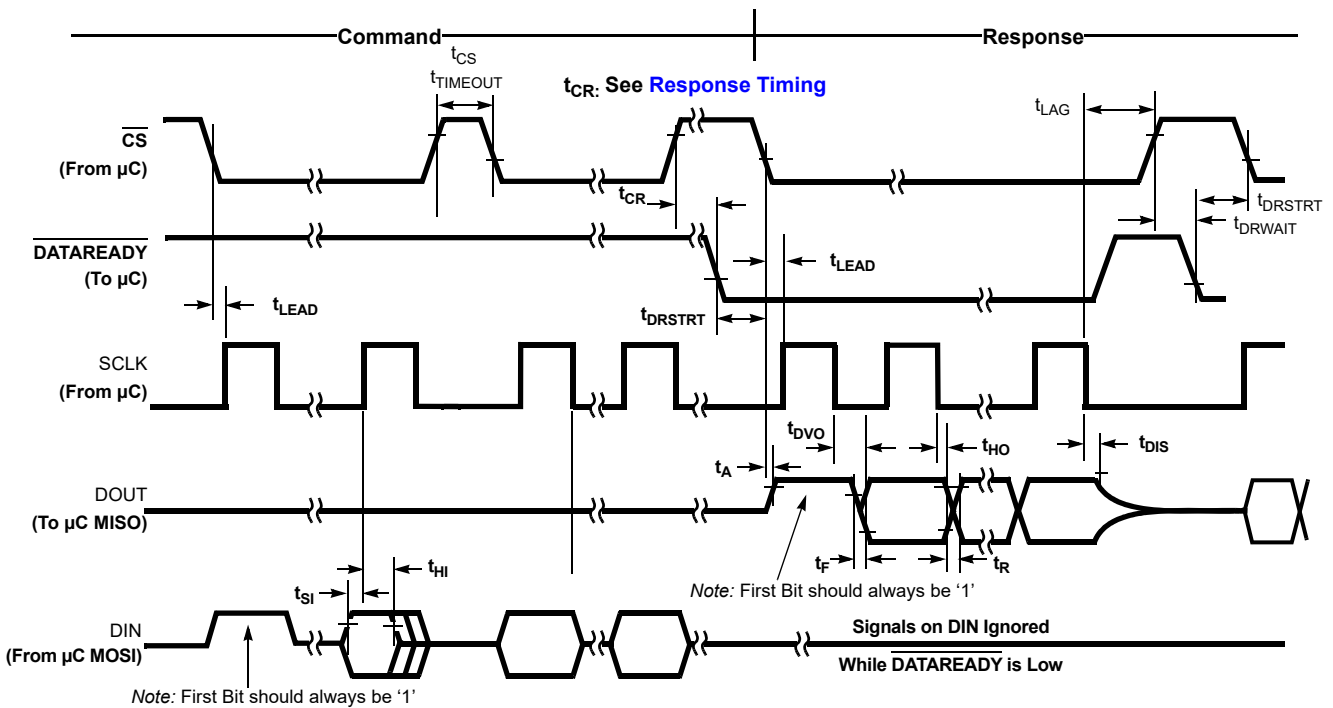 Command
Response
tCS
tTIMEOUT
tCR: See Response Timing
tLAG
CS
(From µC)
tCR
tDRSTRT
tDRWAIT
DATAREADY
(To µC)
tLEAD
tLEAD
tDRSTRT
SCLK
(From µC)
tDVO
tHO
tDIS
tA
DOUT
(To µC MISO)
tF
tR
Note: First Bit should always be ‘1’
tHI
tSI
DIN
(From µC MOSI)
Signals on DIN Ignored
While DATAREADY is Low
Note: First Bit should always be ‘1’